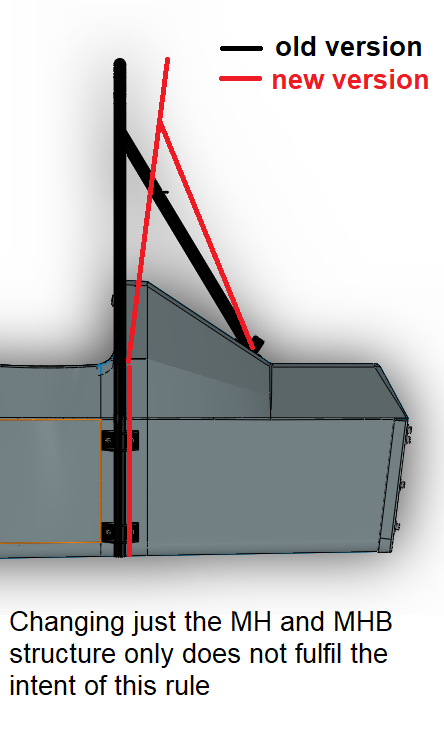 old version
new version
Changing just the MH and MHB
structure only does not fulfil the
intent of this rule